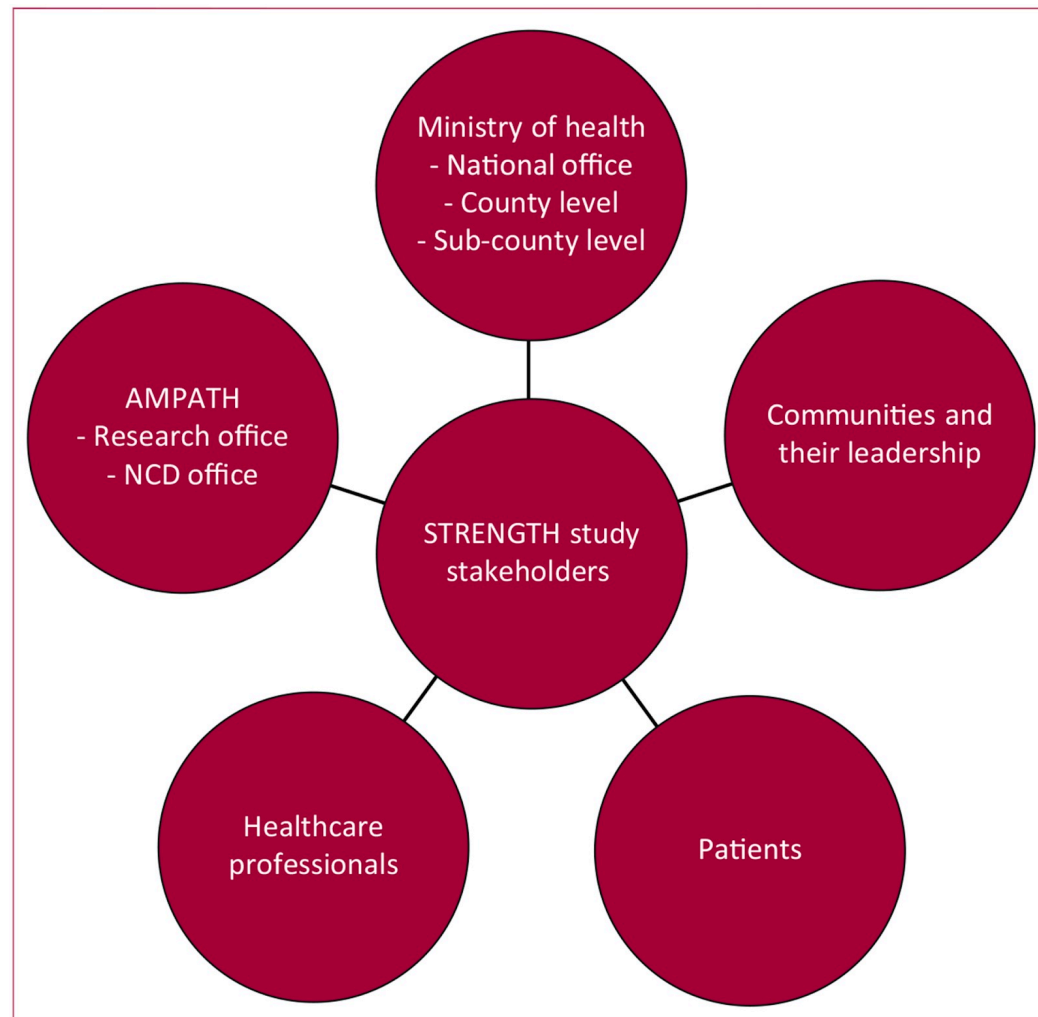 Ministry of health
- National office
- County level
- Sub-county level
AMPATH
- Research office
- NCD office
Communities and
their leadership
STRENGTH study
stakeholders
Healthcare
professionals
Patients